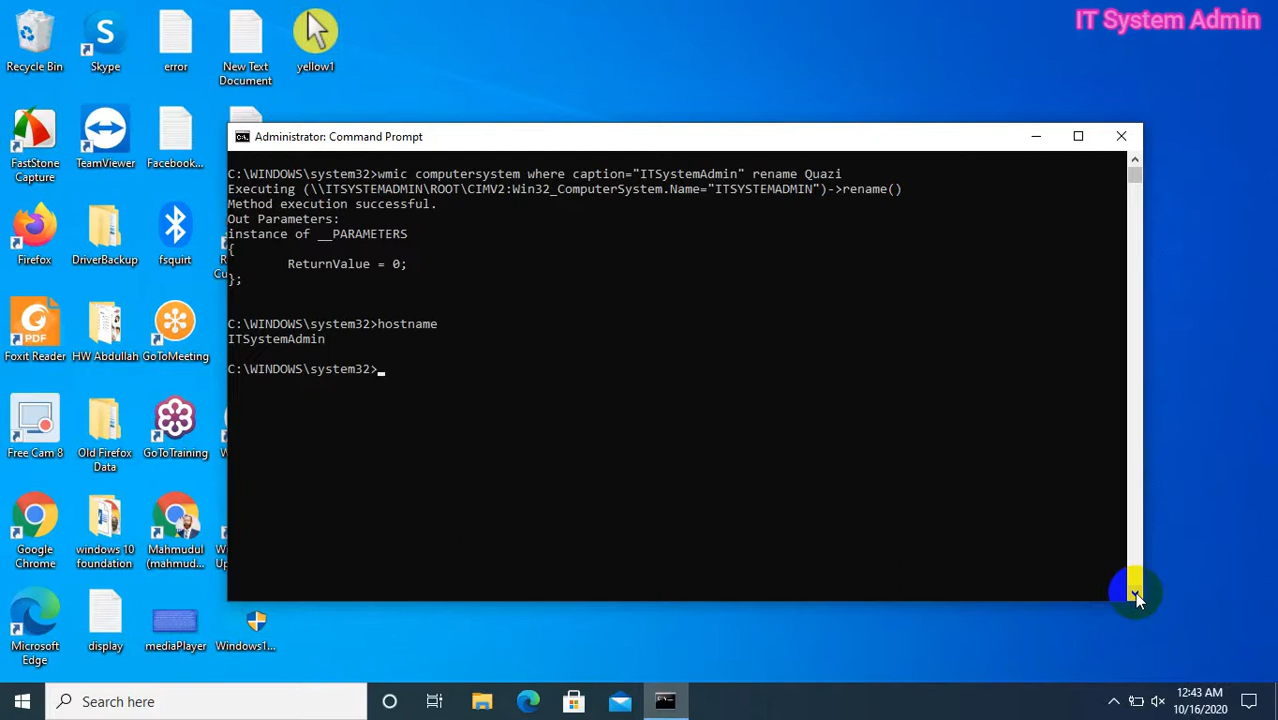 IT System Admin
Recycle Bin
Skype
error
New Text
Document
yellow1
FastStone
Capture
TeamViewer
Facebook...
Firefox
DriverBackup
fsquirt
Foxit Reader
HW Abdullah
GoToMeeting
Free Cam 8
Old Firefox
Data
GoToTraining
Google
Chrome
windows 10
foundation
Mahmudul
(mahmud...
Microsoft
Edge
display
mediaPlayer
Windows1...
Administrator: Command Prompt
C:\WINDOWS\system32>wmic computersystem where caption="ITSystemAdmin" rename Quazi
Executing (\\ITSYSTEMADMIN\ROOT\CIMV2:Win32_ComputerSystem.Name="ITSYSTEMADMIN")->rename()
Method execution successful.
Out Parameters:
instance of __PARAMETERS
{
ReturnValue = 0;
};
C:\WINDOWS\system32>hostname
ITSystemAdmin
C:\WINDOWS\system32>
Search here
12:43 AM
10/16/2020